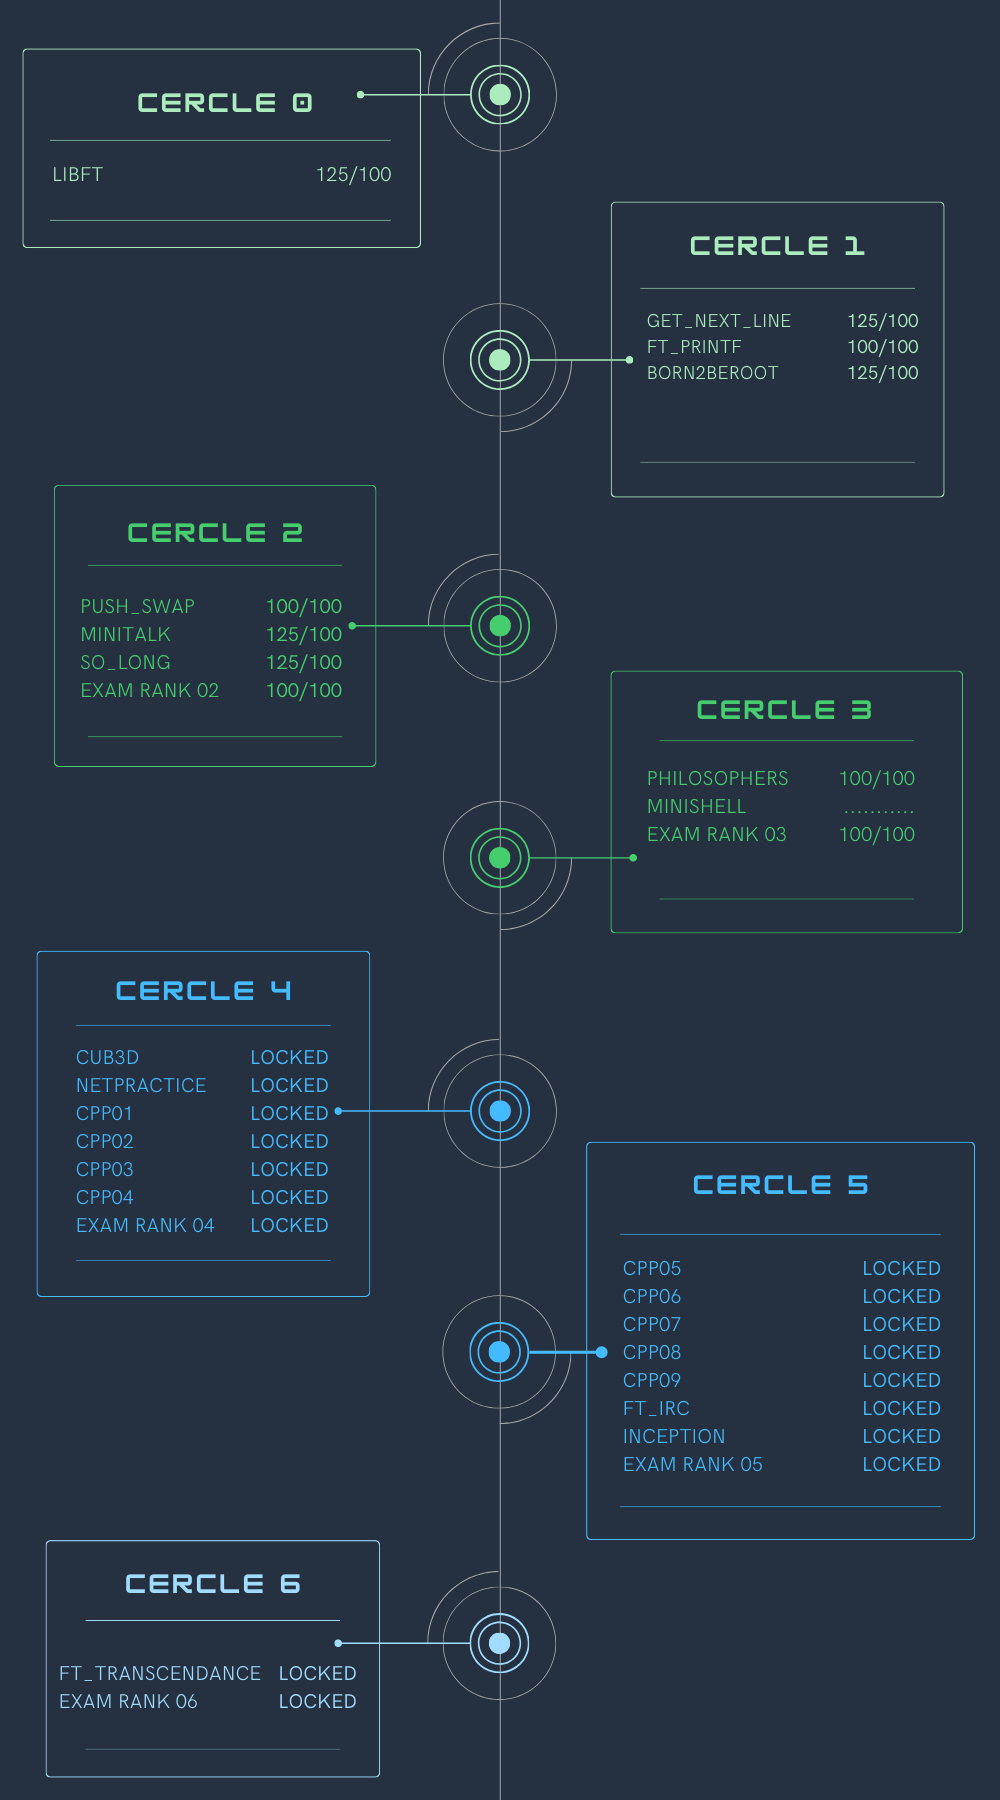 CERCLE 0
LIBFT 125/100
CERCLE 1
GET_NEXT_LINE 125/100
FT_PRINTF 100/100
BORN2BEROOT 125/100
CERCLE 2
PUSH_SWAP 100/100
MINITALK 125/100
SO_LONG 125/100
EXAM RANK 02 100/100
CERCLE 3
PHILOSOPHERS 100/100
MINISHELL ...........
EXAM RANK 03 100/100
CERCLE 4
CUB3D LOCKED
NETPRACTICE LOCKED
CPP01 LOCKED
CPP02 LOCKED
CPP03 LOCKED
CPP04 LOCKED
EXAM RANK 04 LOCKED
CERCLE 5
CPP05 LOCKED
CPP06 LOCKED
CPP07 LOCKED
CPP08 LOCKED
CPP09 LOCKED
FT_IRC LOCKED
INCEPTION LOCKED
EXAM RANK 05 LOCKED
CERCLE 6
FT_TRANSCENDANCE LOCKED
EXAM RANK 06 LOCKED